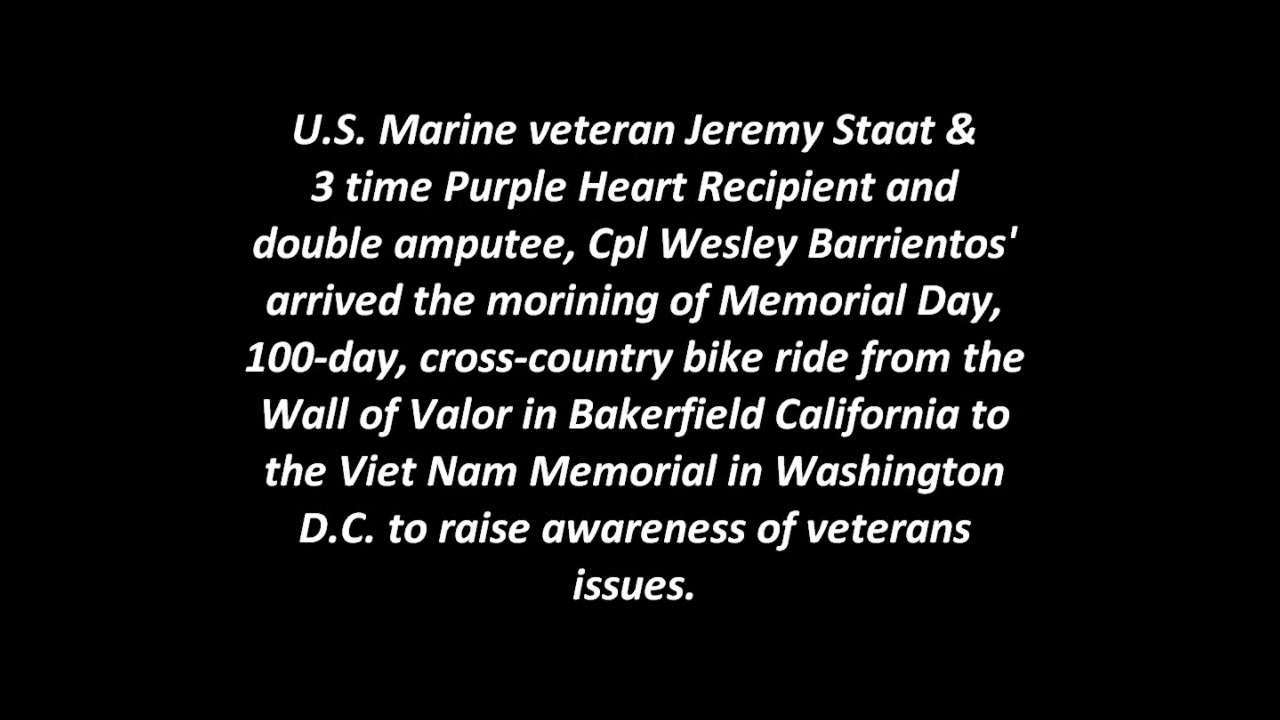 U.S. Marine veteran Jeremy Staat &
3 time Purple Heart Recipient and
double amputee, Cpl Wesley Barrientos'
arrived the morining of Memorial Day,
100-day, cross-country bike ride from the
Wall of Valor in Bakerfield California to
the Viet Nam Memorial in Washington
D.C. to raise awareness of veterans
issues.